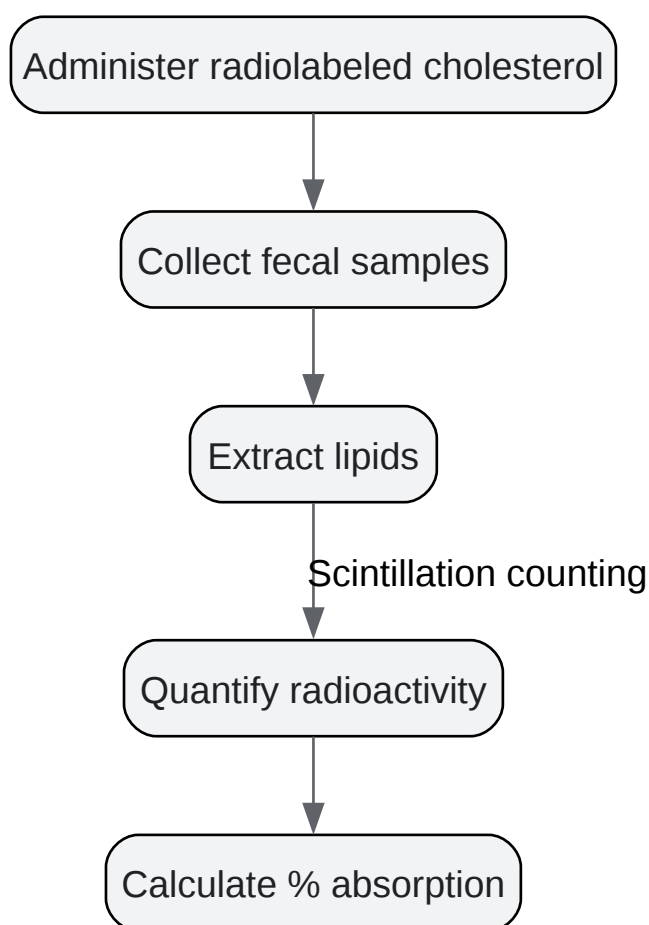 Administer radiolabeled cholesterol
Collect fecal samples
Extract lipids
Scintillation counting
Quantify radioactivity
Calculate % absorption